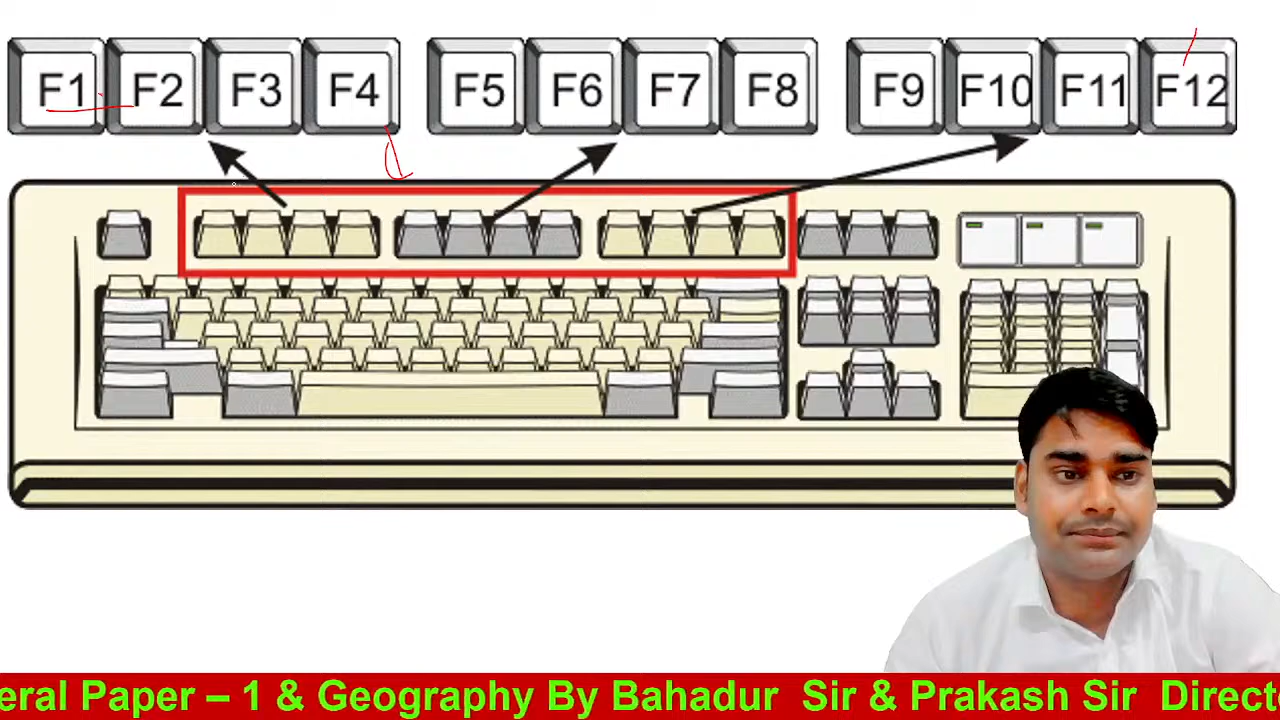 F1 F2 F3 F4 F5 F6 F7 F8 F9 F10 F11 F12
eral Paper – 1 & Geography By Bahadur Sir & Prakash Sir Direct